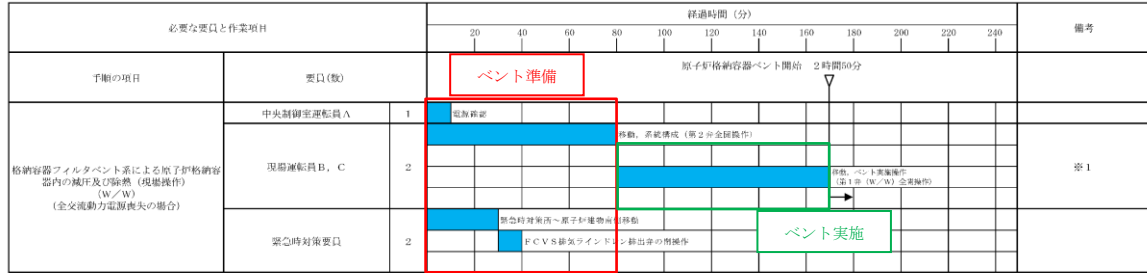 必要な要員と作業項目
経過時間（分）
備考
20 40 60 80 100 120 140 160 180 200 220 240
手順の項目
要員(数)
ベント準備
原子炉格納容器ベント開始　2時間50分
格納容器フィルタベント系による原子炉格納容
器内の減圧及び除熱（現場操作）
（W／W）
（全交流動力電源喪失の場合）
中央制御室運転員A
1
電源確認
現場運転員B，C
2
移動，系統構成（第2弁全開操作）
移動，ベント実施操作
（第1弁（W／W）全開操作）
※1
緊急時対策要員
2
緊急時対策所～原子炉建物南側移動
FCVS排気ラインドレン排出弁の閉操作
ベント実施